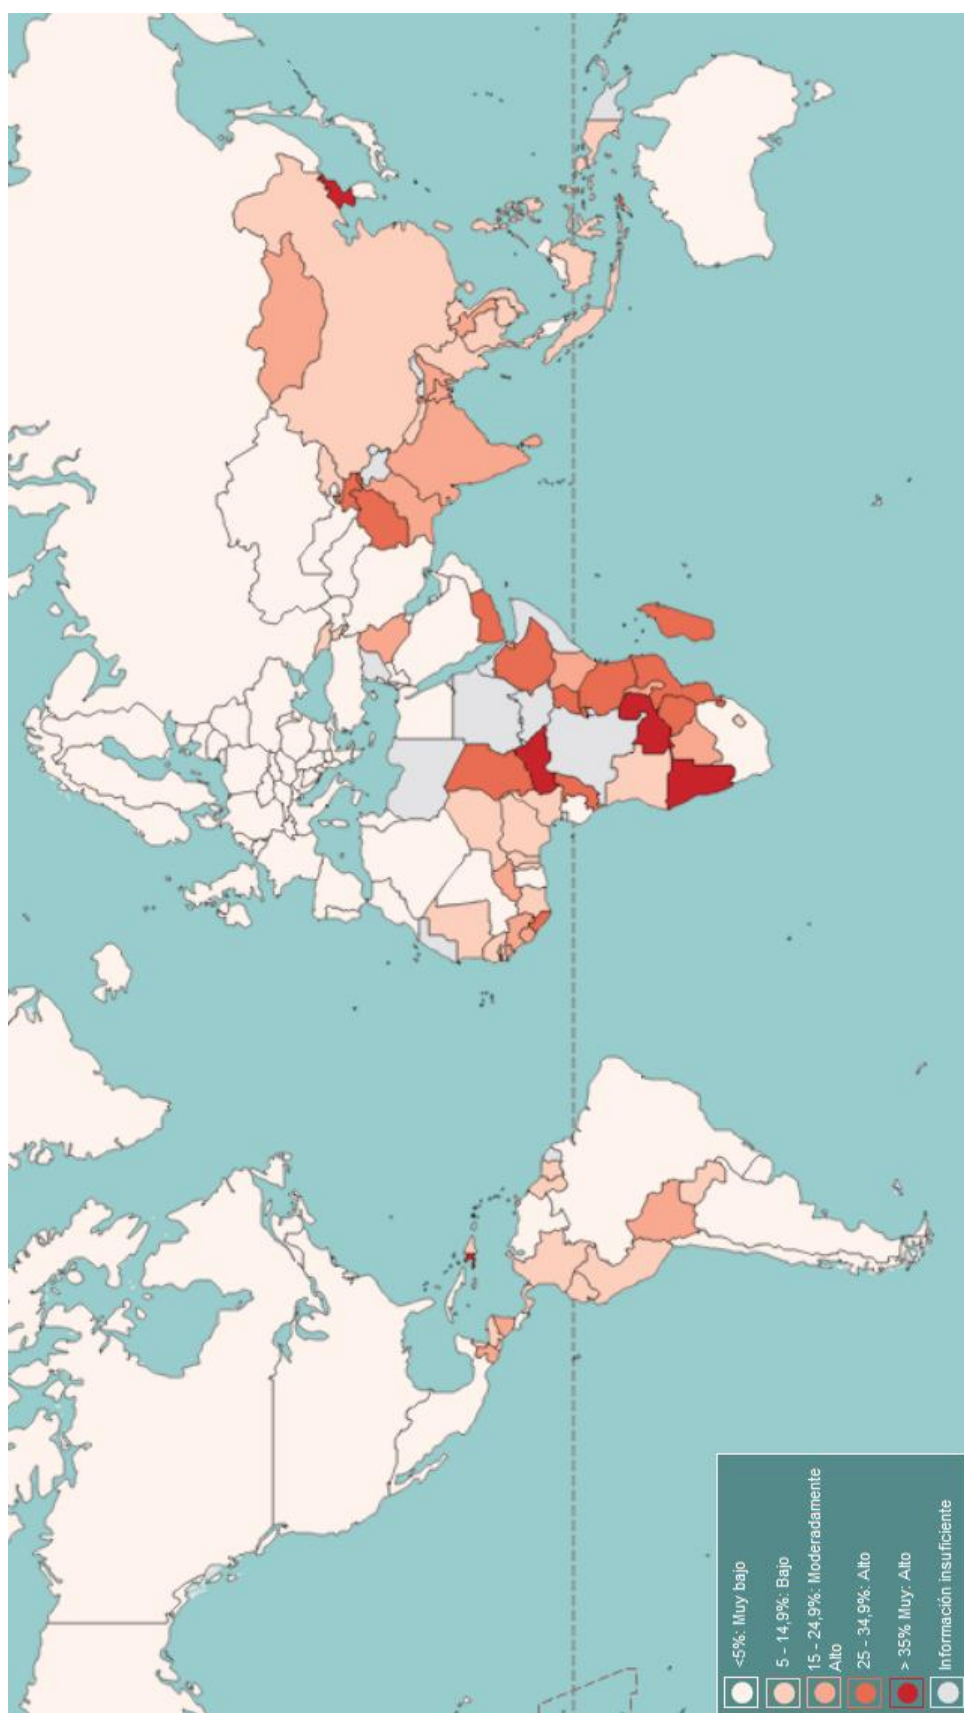 <5%: Muy bajo
5 - 14,9%: Bajo
15 - 24,9%: Moderadamente
Alto
25 - 34,9%: Alto
> 35% Muy: Alto
Información insuficiente